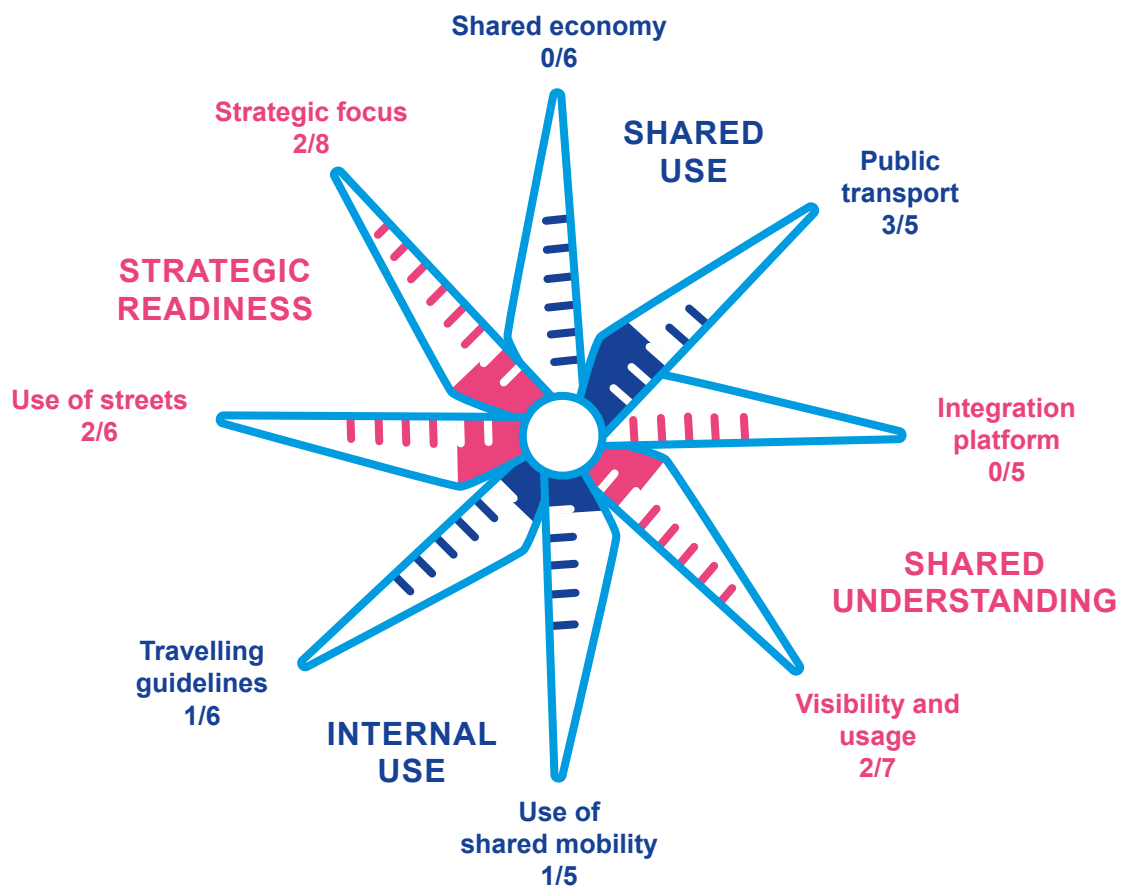 Shared economy
0/6
SHARED
USE
Public
transport
3/5
Strategic focus
2/8
STRATEGIC
READINESS
Use of streets
2/6
Integration
platform
0/5
SHARED
UNDERSTANDING
Visibility and
usage
2/7
Travelling
guidelines
1/6
INTERNAL
USE
Use of
shared mobility
1/5